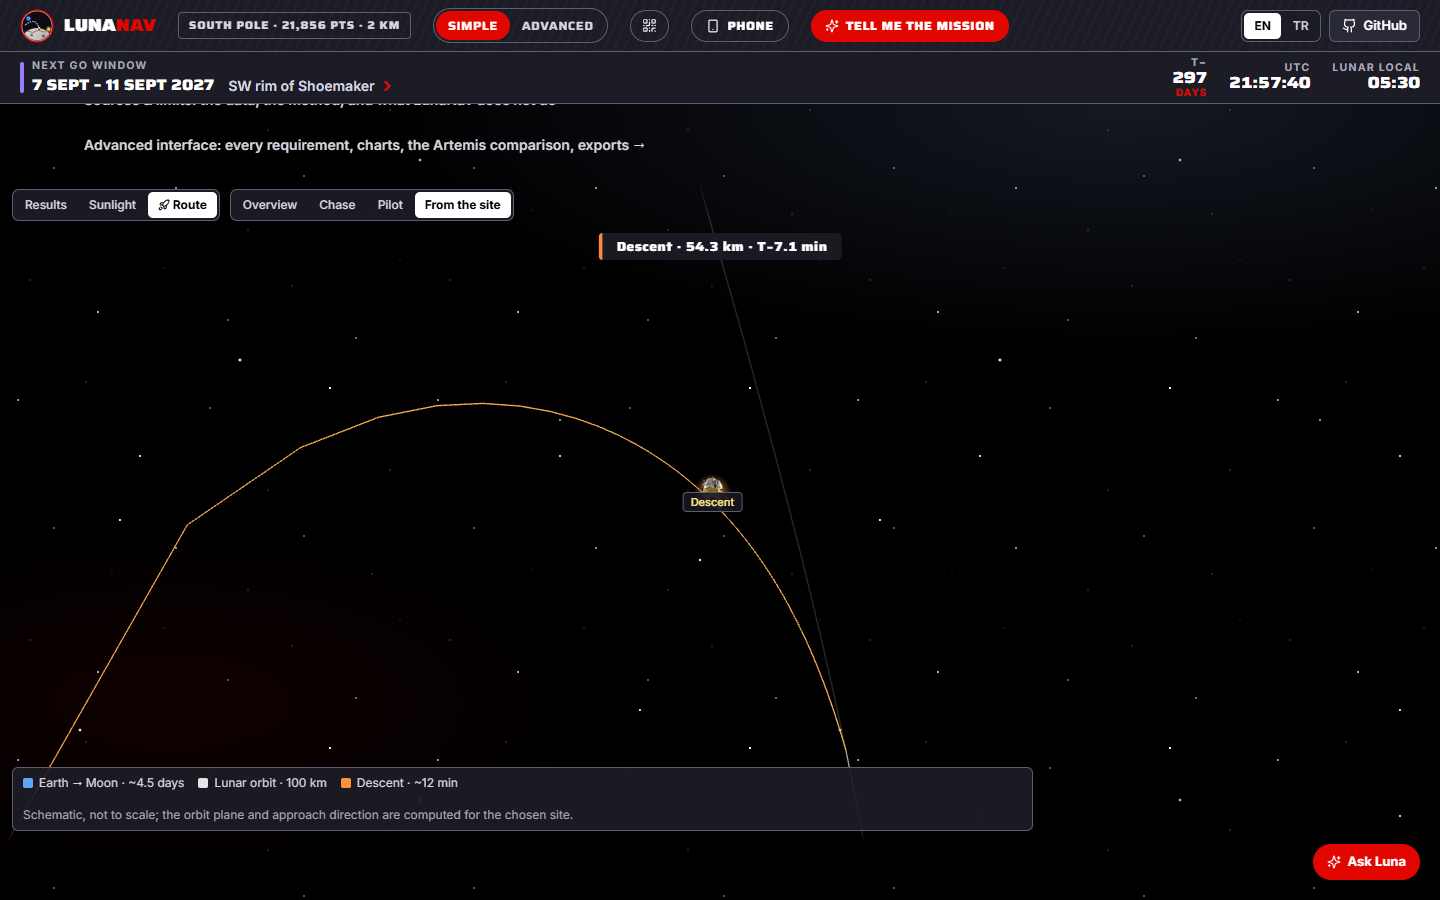 LUNANAV
SOUTH POLE · 21,856 PTS · 2 KM
SIMPLE
ADVANCED
PHONE
TELL ME THE MISSION
EN
TR
GitHub
NEXT GO WINDOW
7 SEPT – 11 SEPT 2027
SW rim of Shoemaker
T−
297
DAYS
UTC
21:57:40
LUNAR LOCAL
05:30
Advanced interface: every requirement, charts, the Artemis comparison, exports →
Results
Sunlight
Route
Overview
Chase
Pilot
From the site
Descent · 54.3 km · T−7.1 min
Descent
Earth → Moon · ~4.5 days
Lunar orbit · 100 km
Descent · ~12 min
Schematic, not to scale; the orbit plane and approach direction are computed for the chosen site.
Ask Luna